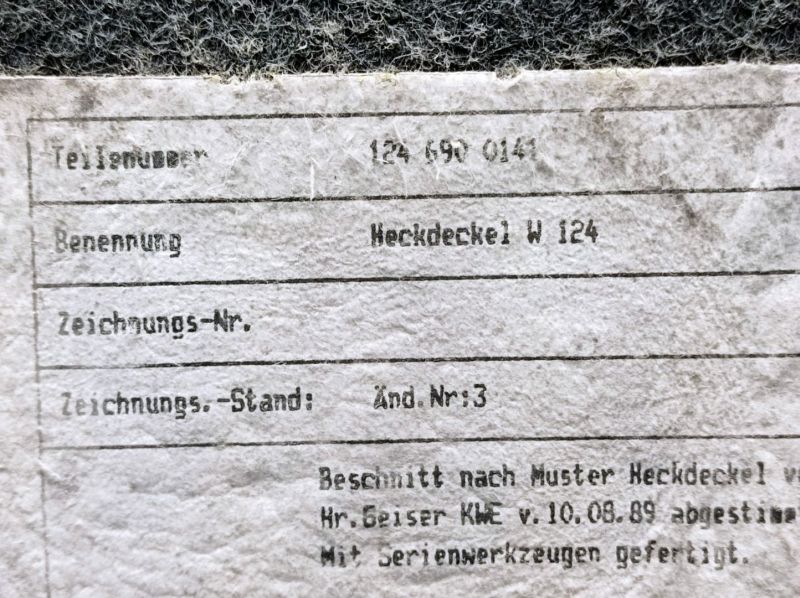 Teilenummer 124 690 0141
Benennung Heckdeckel W 124
Zeichnungs-Nr.
Zeichnungs.-Stand: Änd.Nr:3
Beschnitt nach Muster Heckdeckel v
Hr.Geiser KWE v.10.08.89 abgestimm
Mit Serienwerkzeugen gefertigt.